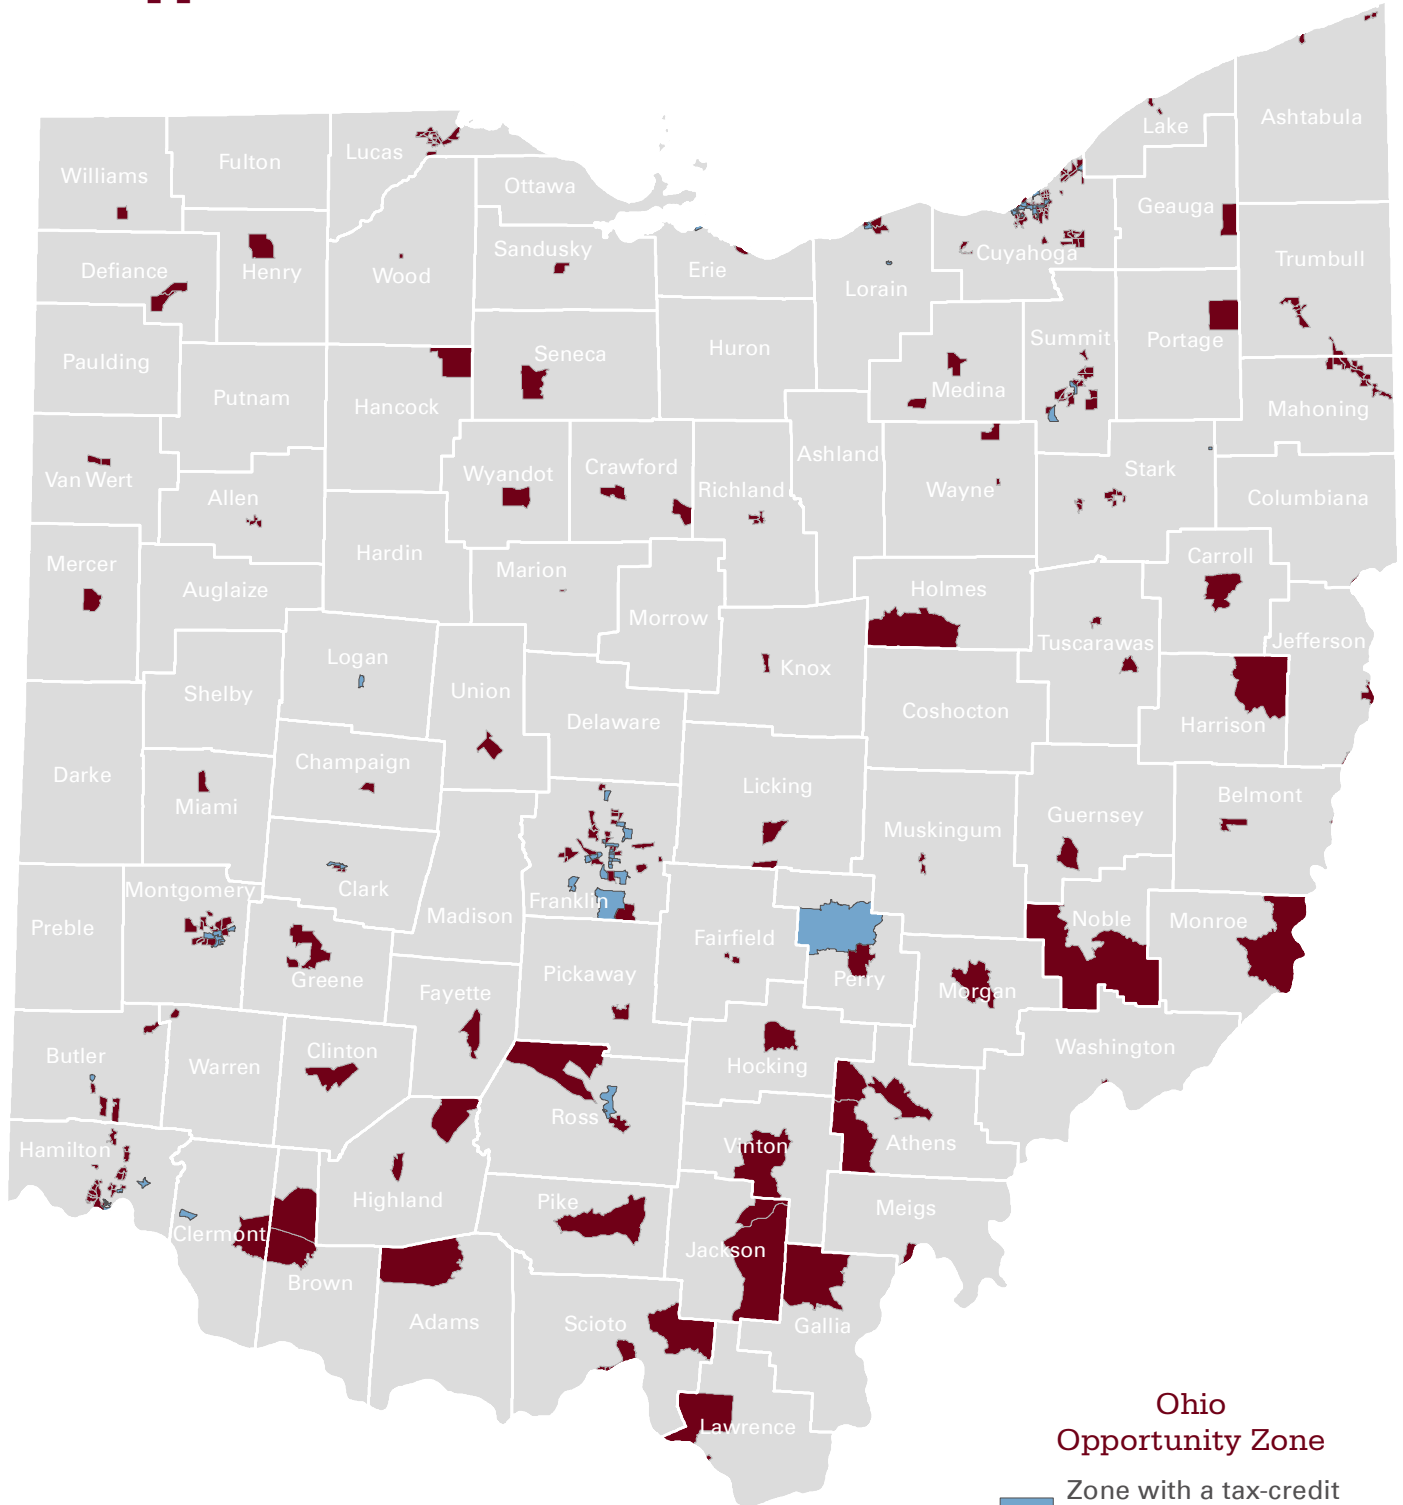 Ashtabula
Lake
Lucas
Fulton
Williams
Ottawa
Geauga
Sandusky
Cuyahoga
Trumbull
Defiance
Henry
Wood
Erie
Lorain
Summit
Portage
Paulding
Seneca
Huron
Medina
Putnam
Hancock
Mahoning
Ashland
Van Wert
Wyandot
Crawford
Stark
Allen
Richland
Wayne
Columbiana
Mercer
Hardin
Carroll
Auglaize
Marion
Holmes
Morrow
Tuscarawas
Jefferson
Logan
Knox
Shelby
Union
Coshocton
Delaware
Harrison
Darke
Champaign
Miami
Licking
Belmont
Guernsey
Muskingum
Montgomery
Clark
Franklin
Madison
Preble
Fairfield
Noble
Monroe
Greene
Pickaway
Perry
Fayette
Morgan
Butler
Clinton
Warren
Hocking
Washington
Ross
Hamilton
Vinton
Athens
Highland
Pike
Meigs
Clermont
Jackson
Brown
Adams
Scioto
Gallia
Lawrence
Ohio
Opportunity Zone
Zone with a tax-credit